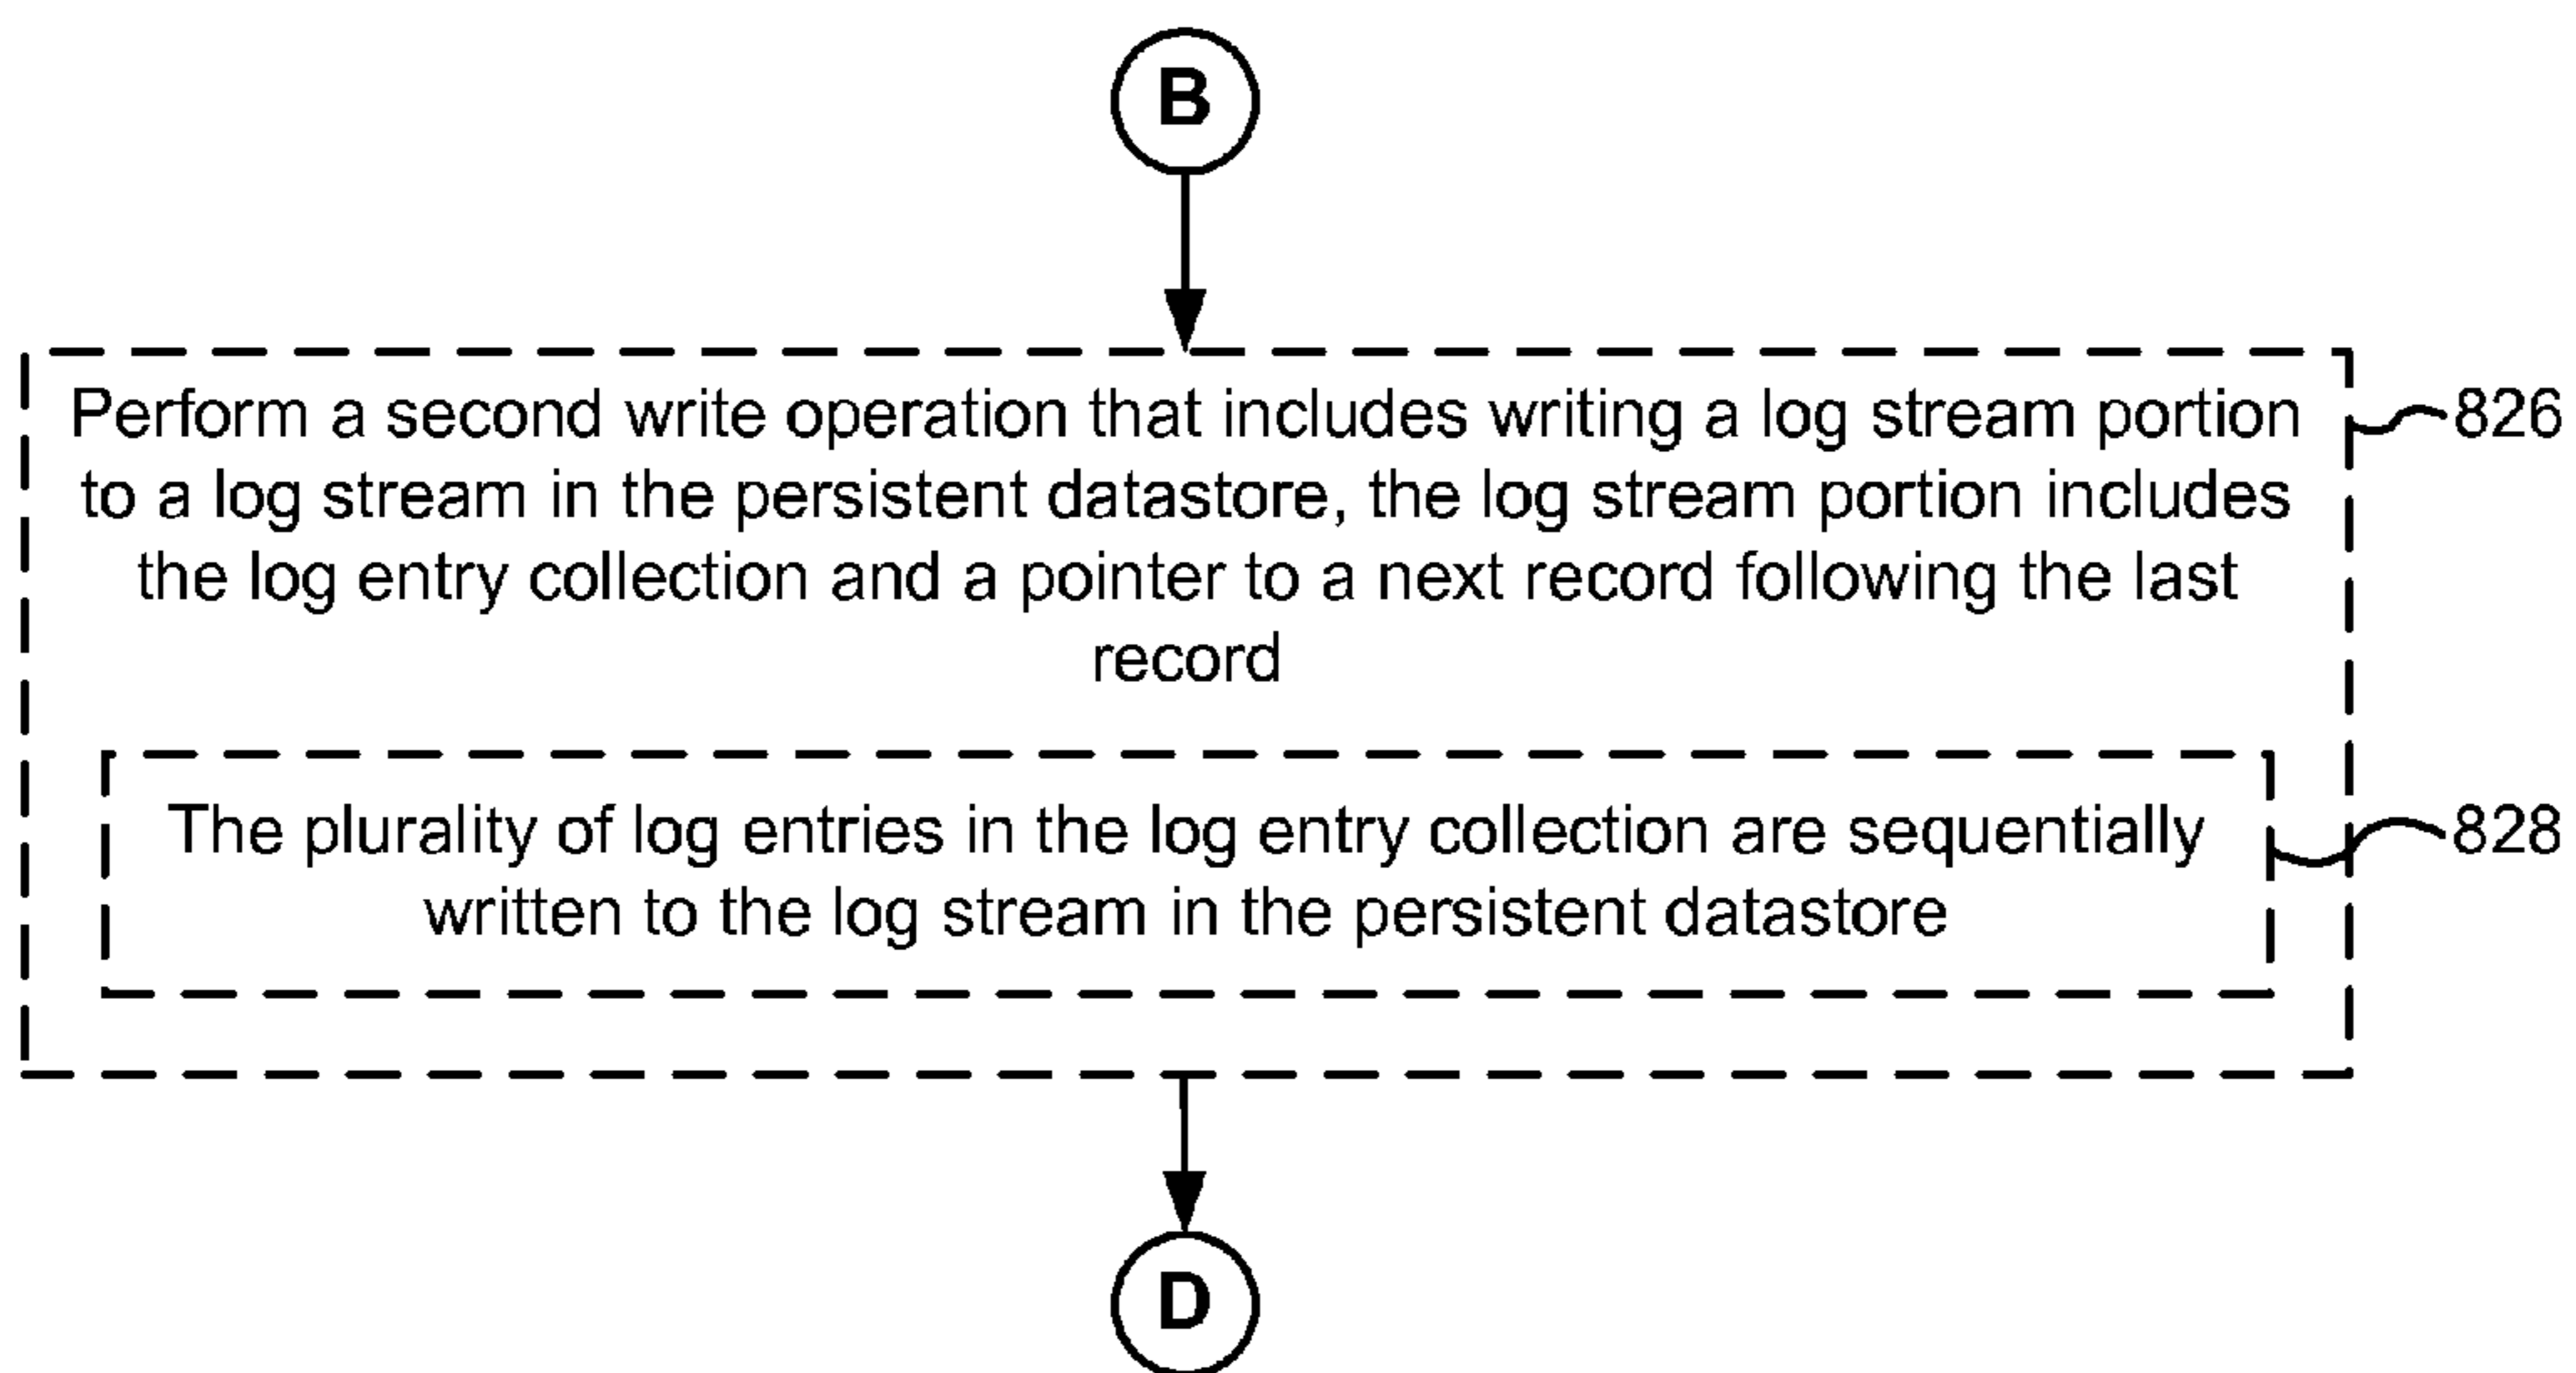 B
Perform a second write operation that includes writing a log stream portion
to a log stream in the persistent datastore, the log stream portion includes
the log entry collection and a pointer to a next record following the last
record
826
The plurality of log entries in the log entry collection are sequentially
written to the log stream in the persistent datastore
828
D